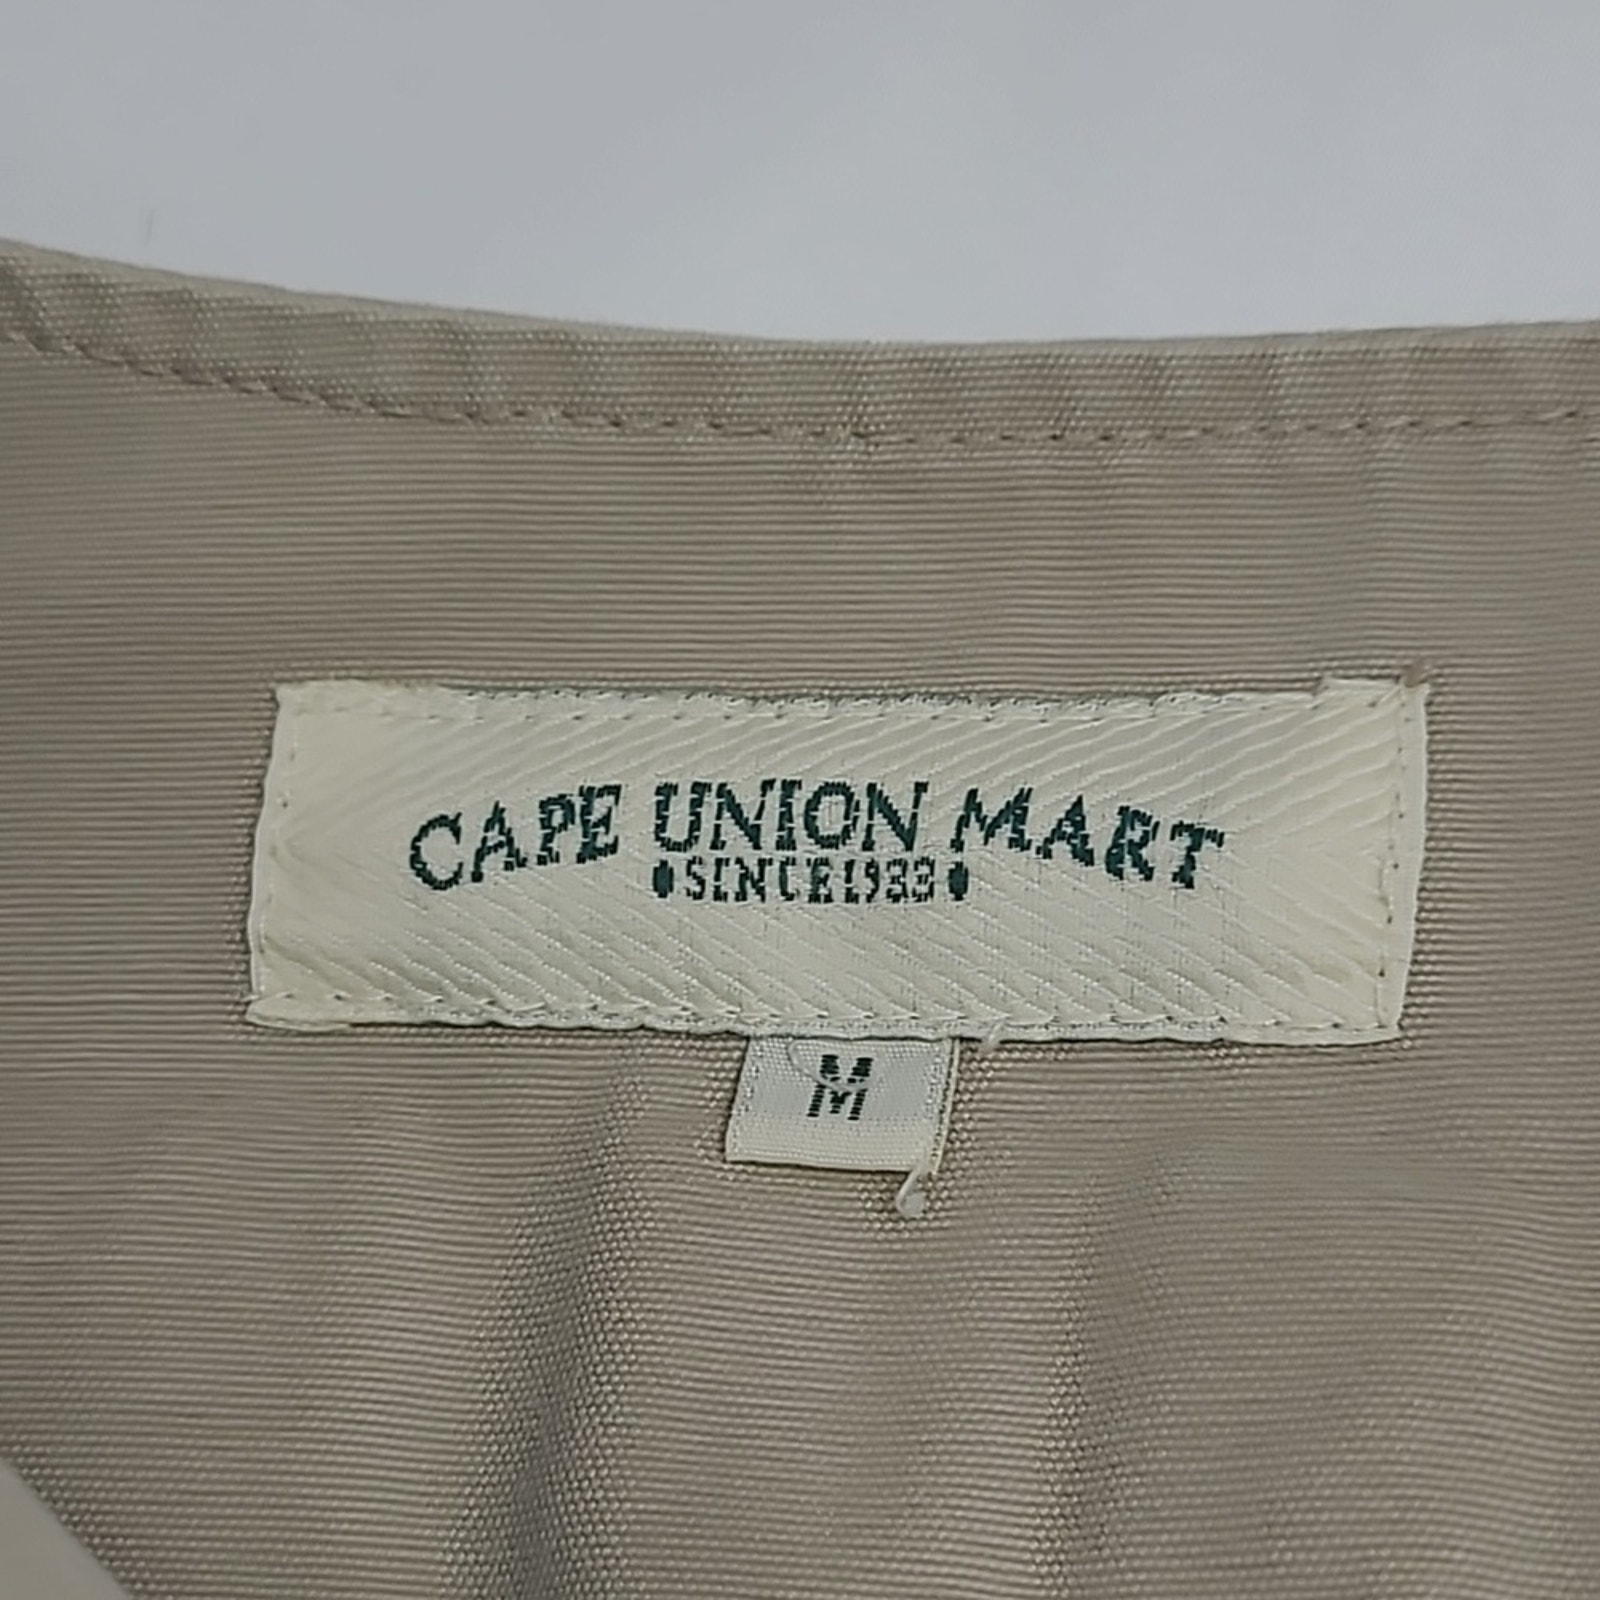 CAPE UNION MART
•SINCE1933•
M